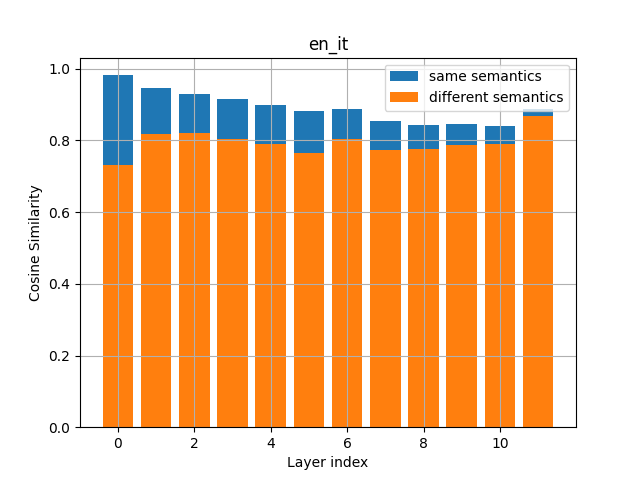 en_it
same semantics
different semantics
1.0
0.8
0.6
0.4
0.2
0.0
Cosine Similarity
0 2 4 6 8 10
Layer index